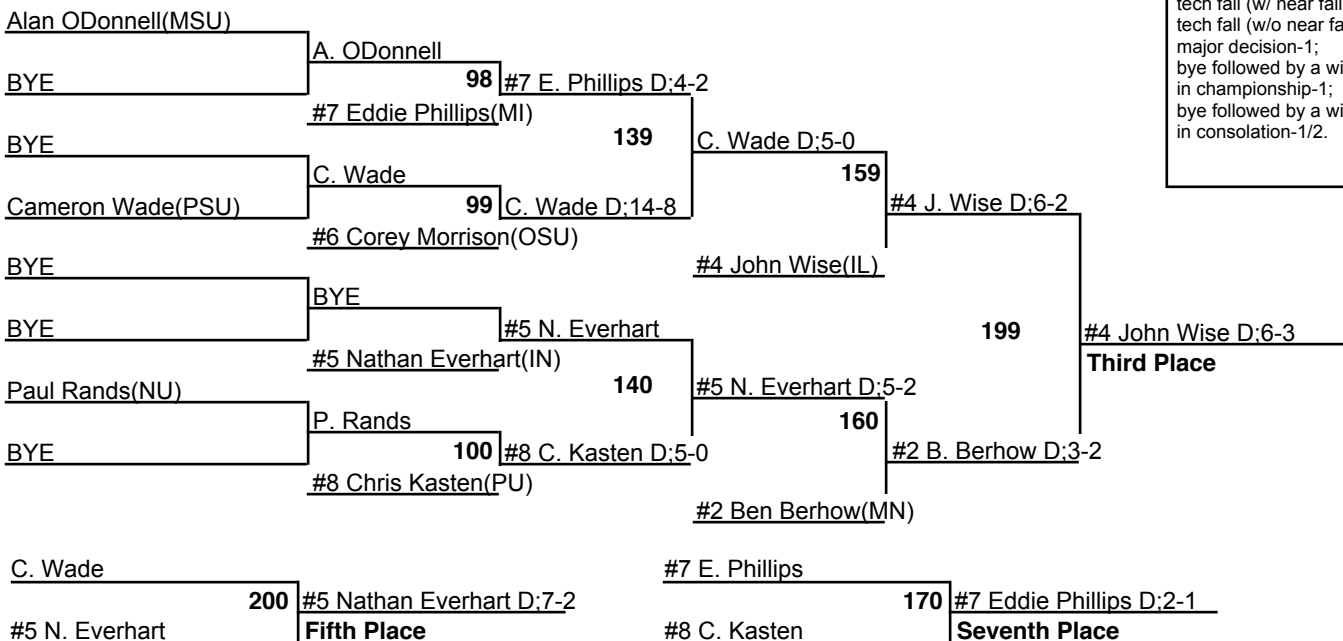 tech fall (w/ near fall
tech fall (w/o near fa
major decision-1;
bye followed by a wi
in championship-1;
bye followed by a wi
in consolation-1/2.
Alan ODonnell(MSU)
A. ODonnell
BYE
98 #7 E. Phillips D;4-2
#7 Eddie Phillips(MI)
139
BYE
C. Wade D;5-0
C. Wade
159
Cameron Wade(PSU)
99 C. Wade D;14-8
#4 J. Wise D;6-2
#6 Corey Morrison(OSU)
BYE
#4 John Wise(IL)
BYE
BYE
#5 N. Everhart
199
#4 John Wise D;6-3
#5 Nathan Everhart(IN)
Third Place
140
Paul Rands(NU)
#5 N. Everhart D;5-2
P. Rands
160
BYE
100 #8 C. Kasten D;5-0
#2 B. Berhow D;3-2
#8 Chris Kasten(PU)
#2 Ben Berhow(MN)
C. Wade
200 #5 Nathan Everhart D;7-2
#5 N. Everhart
Fifth Place
#7 E. Phillips
170 #7 Eddie Phillips D;2-1
#8 C. Kasten
Seventh Place